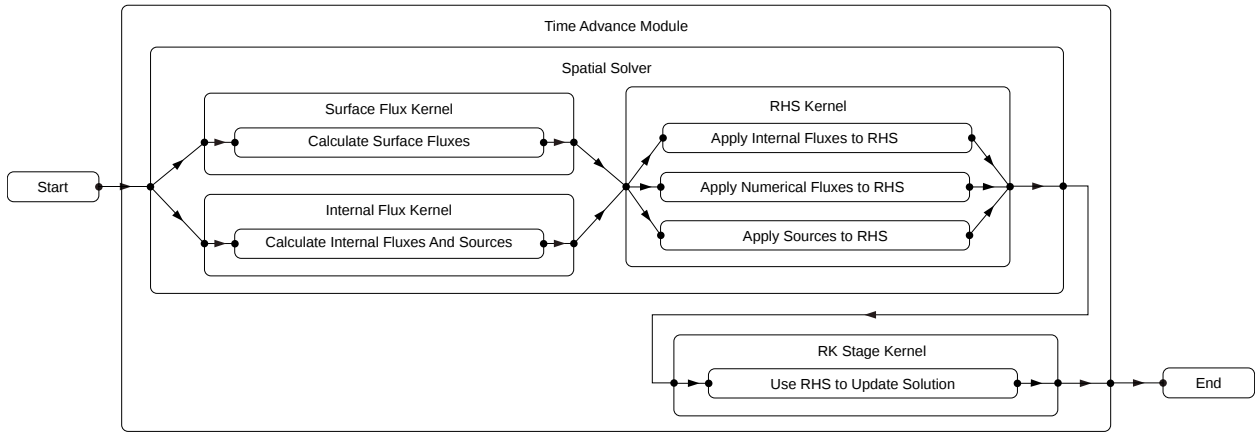 Time Advance Module
Spatial Solver
Surface Flux Kernel
Calculate Surface Fluxes
Internal Flux Kernel
Calculate Internal Fluxes And Sources
RHS Kernel
Apply Internal Fluxes to RHS
Apply Numerical Fluxes to RHS
Apply Sources to RHS
Start
RK Stage Kernel
Use RHS to Update Solution
End